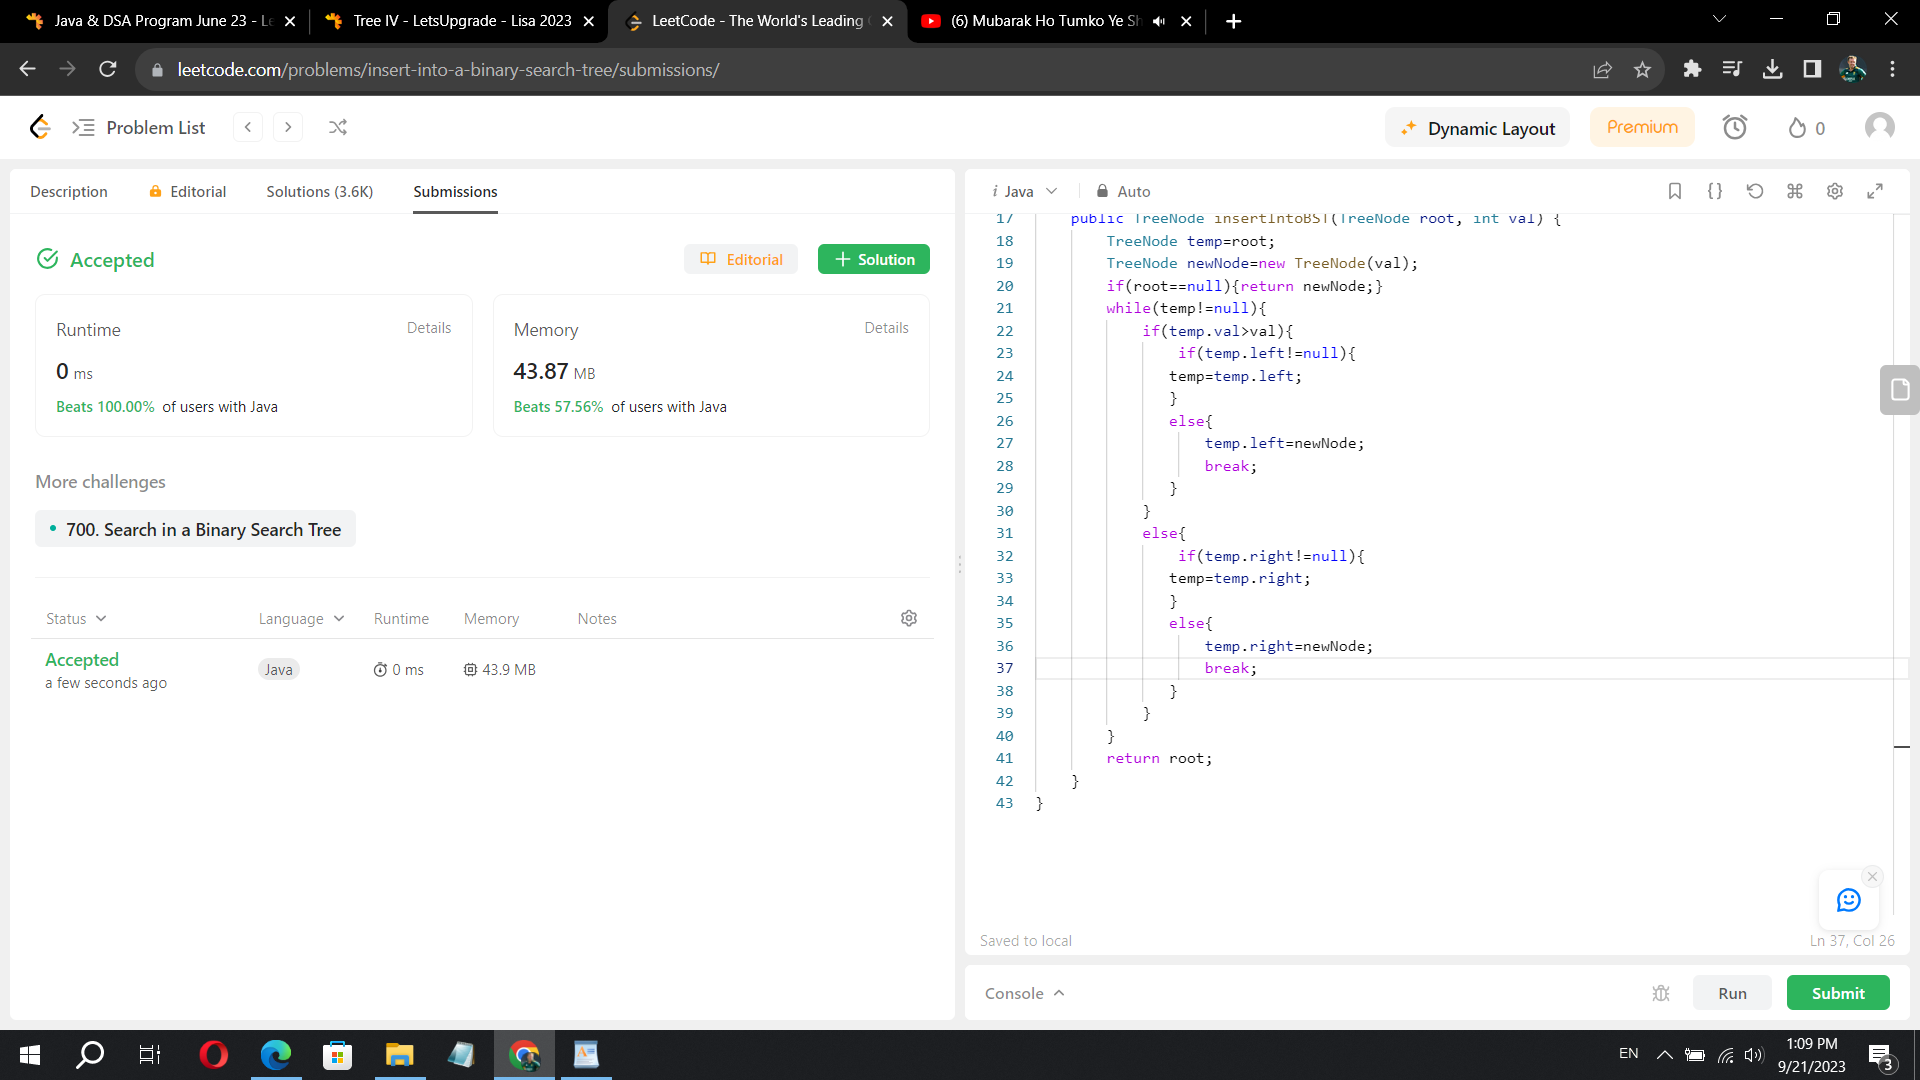 Java & DSA Program June 23 - Le
Tree IV - LetsUpgrade - Lisa 2023
LeetCode - The World's Leading
(6) Mubarak Ho Tumko Ye Sh
leetcode.com/problems/insert-into-a-binary-search-tree/submissions/
Problem List
Dynamic Layout
Premium
0
Description
Editorial
Solutions (3.6K)
Submissions
Accepted
Editorial
Solution
Runtime
Details
0 ms
Beats 100.00% of users with Java
Memory
Details
43.87 MB
Beats 57.56% of users with Java
More challenges
700. Search in a Binary Search Tree
Status Language Runtime Memory Notes
Accepted
a few seconds ago
Java
0 ms
43.9 MB
i Java
Auto
17 public TreeNode insertIntoBST(TreeNode root, int val) {
18 TreeNode temp=root;
19 TreeNode newNode=new TreeNode(val);
20 if(root==null){return newNode;}
21 while(temp!=null){
22 if(temp.val>val){
23 if(temp.left!=null){
24 temp=temp.left;
25 }
26 else{
27 temp.left=newNode;
28 break;
29 }
30 }
31 else{
32 if(temp.right!=null){
33 temp=temp.right;
34 }
35 else{
36 temp.right=newNode;
37 break;
38 }
39 }
40 }
41 return root;
42 }
43 }
Saved to local
Ln 37, Col 26
Console
Run
Submit
EN
1:09 PM
9/21/2023
3